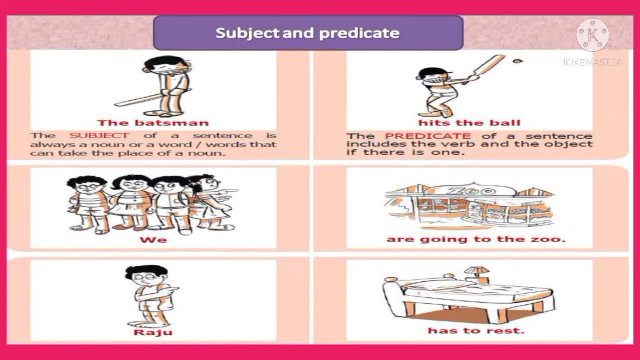 Subject and predicate
KINEMASTER
The batsman
The SUBJECT of a sentence is
always a noun or a word / words that
can take the place of a noun.
hits the ball
The PREDICATE of a sentence
includes the verb and the object
if there is one.
We
ZOO
are going to the zoo.
Raju
has to rest.